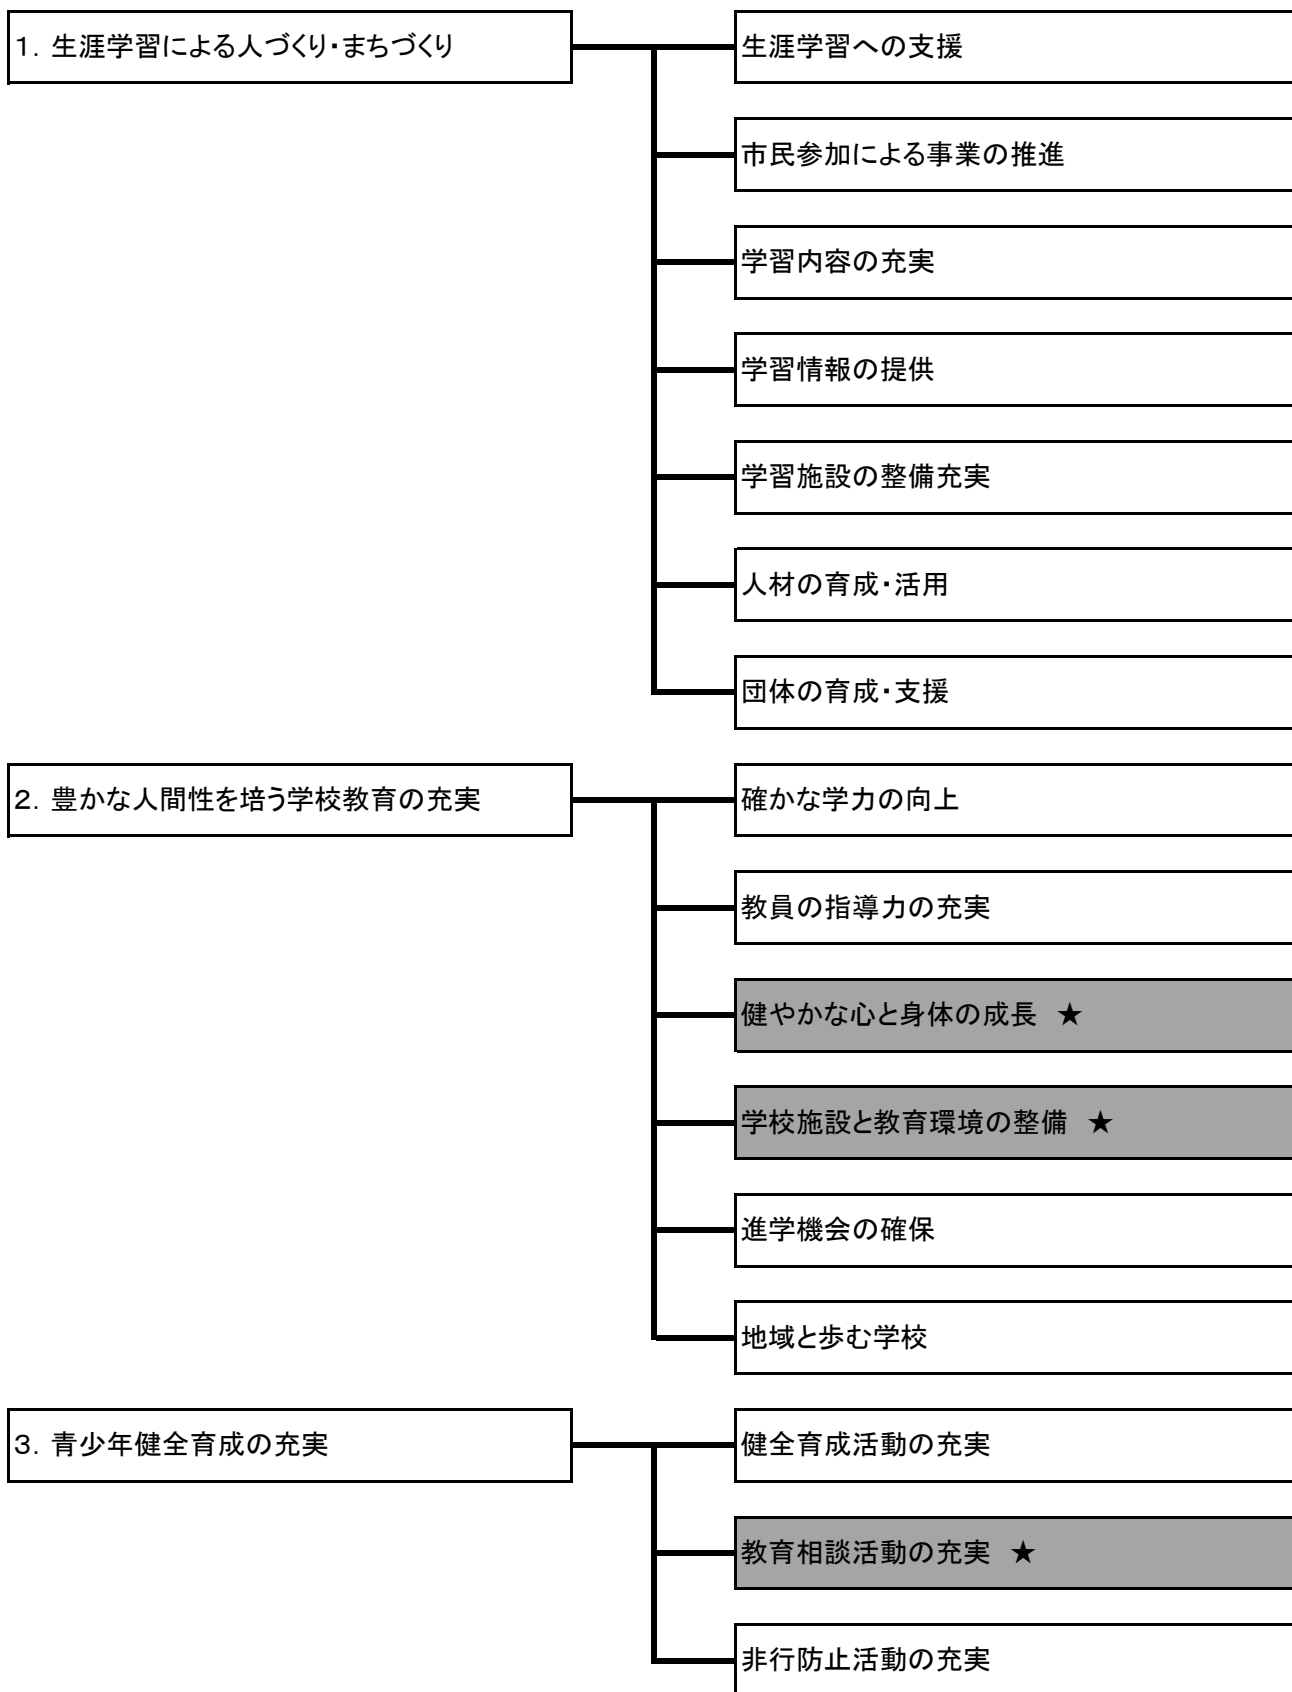 1．生涯学習による人づくり・まちづくり
生涯学習への支援
市民参加による事業の推進
学習内容の充実
学習情報の提供
学習施設の整備充実
人材の育成・活用
団体の育成・支援
2．豊かな人間性を培う学校教育の充実
確かな学力の向上
教員の指導力の充実
健やかな心と身体の成長　★
学校施設と教育環境の整備　★
進学機会の確保
地域と歩む学校
3．青少年健全育成の充実
健全育成活動の充実
教育相談活動の充実　★
非行防止活動の充実